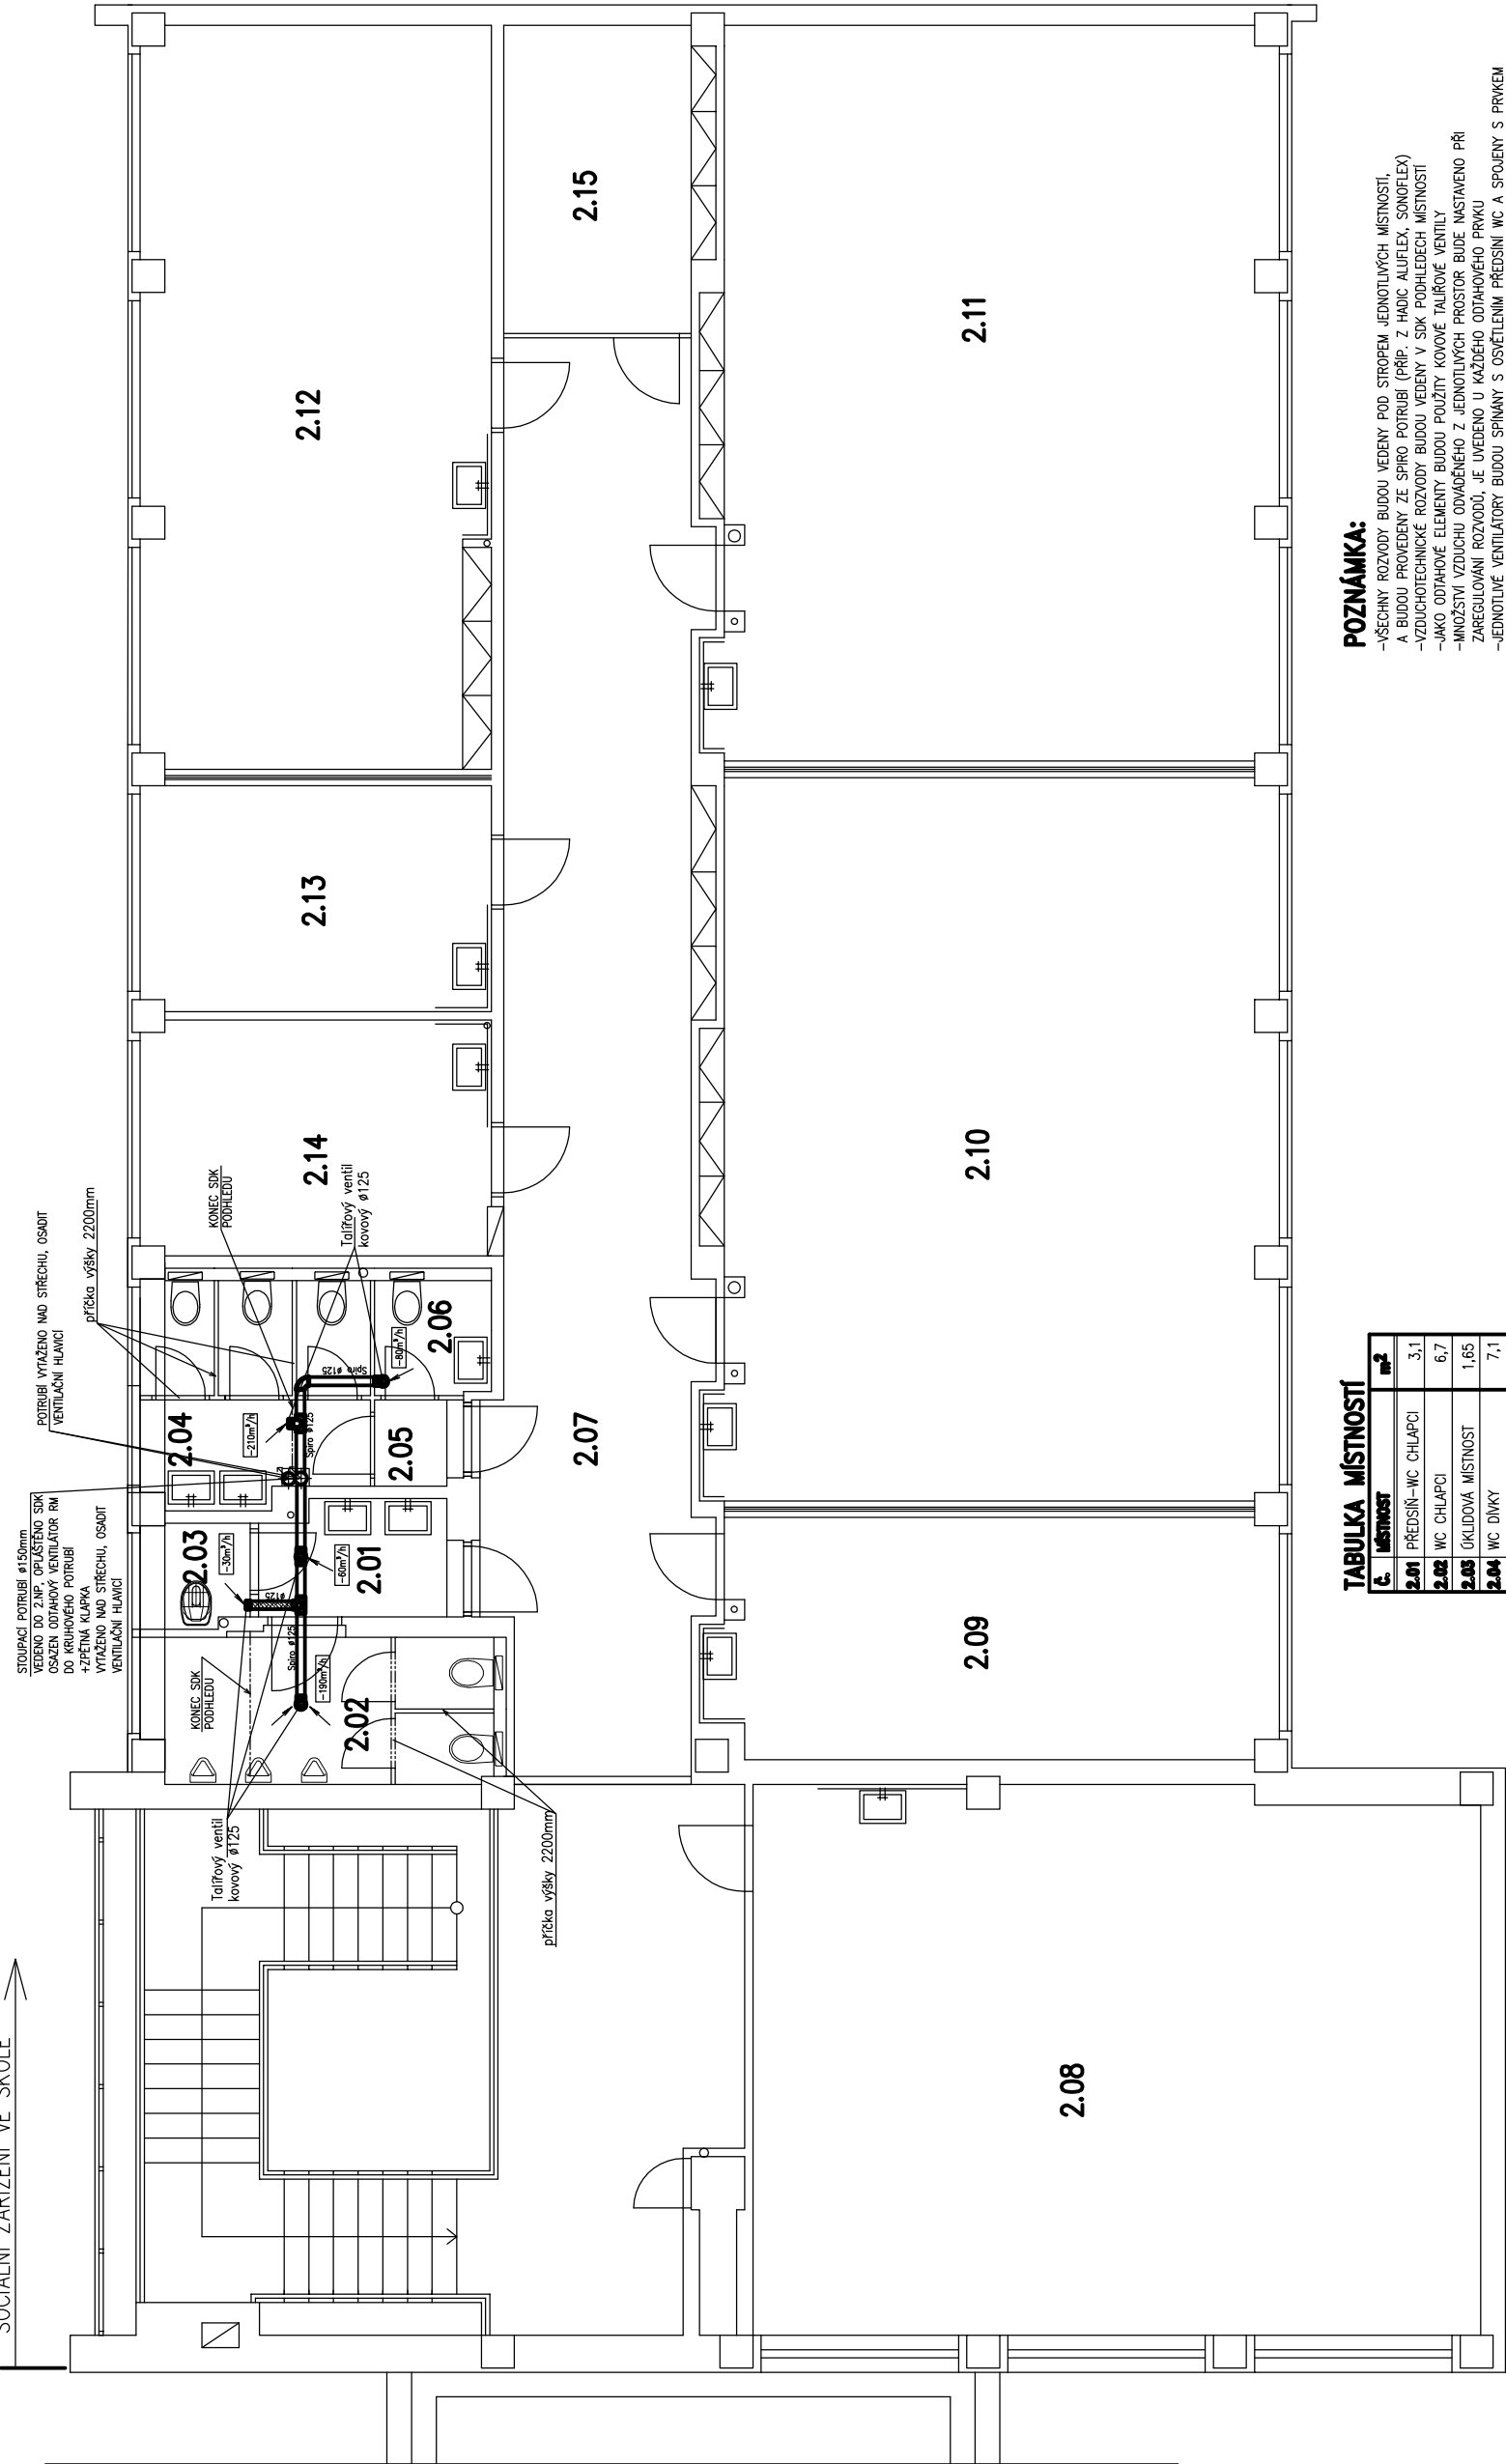 SOCIÁLNÍ ZAŘÍZENÍ VE ŠKOLE
STOUPACÍ POTRUBÍ ø150mm
VEDENO DO 2.NP, OPLÁŠTĚNO SDK
OSAZEN ODTAHOVÝ VENTILÁTOR RM
DO KRUHOVÉHO POTRUBÍ
+ZPĚTNÁ KLAPKA
VYTAŽENO NAD STŘECHU, OSADIT
VENTILAČNÍ HLAVICÍ
POTRUBÍ VYTAŽENO NAD STŘECHU, OSADIT
VENTILAČNÍ HLAVICÍ
příčka výšky 2200mm
KONEC SDK
PODHLEDU
Talířový ventil
kovový ø125
2.12
2.15
2.13
2.14
2.11
2.10
2.09
2.08
2.07
2.06
-80m³/h
Spiro ø125
2.04
-210m³/h
Spiro ø125
2.05
2.03
-30m³/h
ø125
2.01
-60m³/h
Spiro ø125
-190m³/h
2.02
KONEC SDK
PODHLEDU
Talířový ventil
kovový ø125
příčka výšky 2200mm
POZNÁMKA:
-VŠECHNY ROZVODY BUDOU VEDENY POD STROPEM JEDNOTLIVÝCH MÍSTNOSTÍ,
A BUDOU PROVEDENY ZE SPIRO POTRUBÍ (PŘÍP. Z HADIC ALUFLEX, SONOFLEX)
-VZDUCHOTECHNICKÉ ROZVODY BUDOU VEDENY V SDK PODHLEDECH MÍSTNOSTÍ
-JAKO ODTAHOVÉ ELEMENTY BUDOU POUŽITY KOVOVÉ TALÍŘOVÉ VENTILY
-MNOŽSTVÍ VZDUCHU ODVÁDĚNÉHO Z JEDNOTLIVÝCH PROSTOR BUDE NASTAVENO PŘI
ZAREGULOVÁNÍ ROZVODŮ, JE UVEDENO U KAŽDÉHO ODTAHOVÉHO PRVKU
-JEDNOTLIVÉ VENTILÁTORY BUDOU SPÍNÁNY S OSVĚTLENÍM PŘEDSÍNÍ WC A SPOJENY S PRVKEM
TABULKA MÍSTNOSTÍ
Č. MÍSTNOST m2
2.01 PŘEDSÍŇ-WC CHLAPCI 3,1
2.02 WC CHLAPCI 6,7
2.03 ÚKLIDOVÁ MÍSTNOST 1,65
2.04 WC DÍVKY 7,1